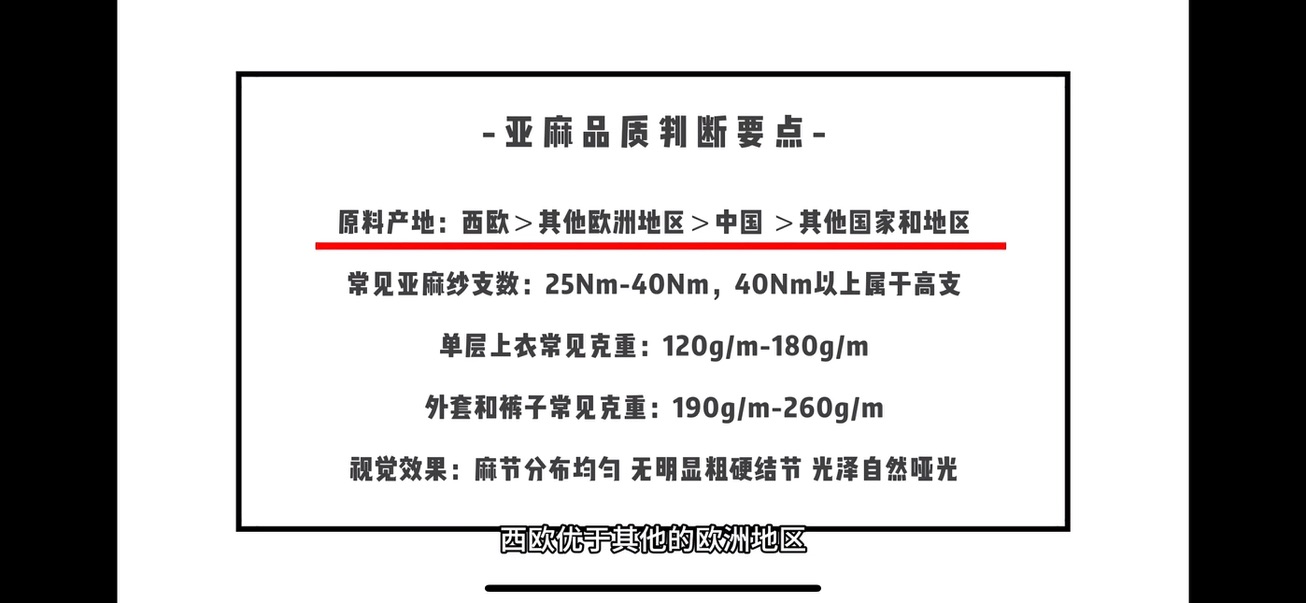 -亚麻品质判断要点-
原料产地：西欧＞其他欧洲地区＞中国 ＞其他国家和地区
常见亚麻纱支数：25Nm-40Nm，40Nm以上属于高支
单层上衣常见克重：120g/m-180g/m
外套和裤子常见克重：190g/m-260g/m
视觉效果：麻节分布均匀 无明显粗硬结节 光泽自然哑光
西欧优于其他的欧洲地区